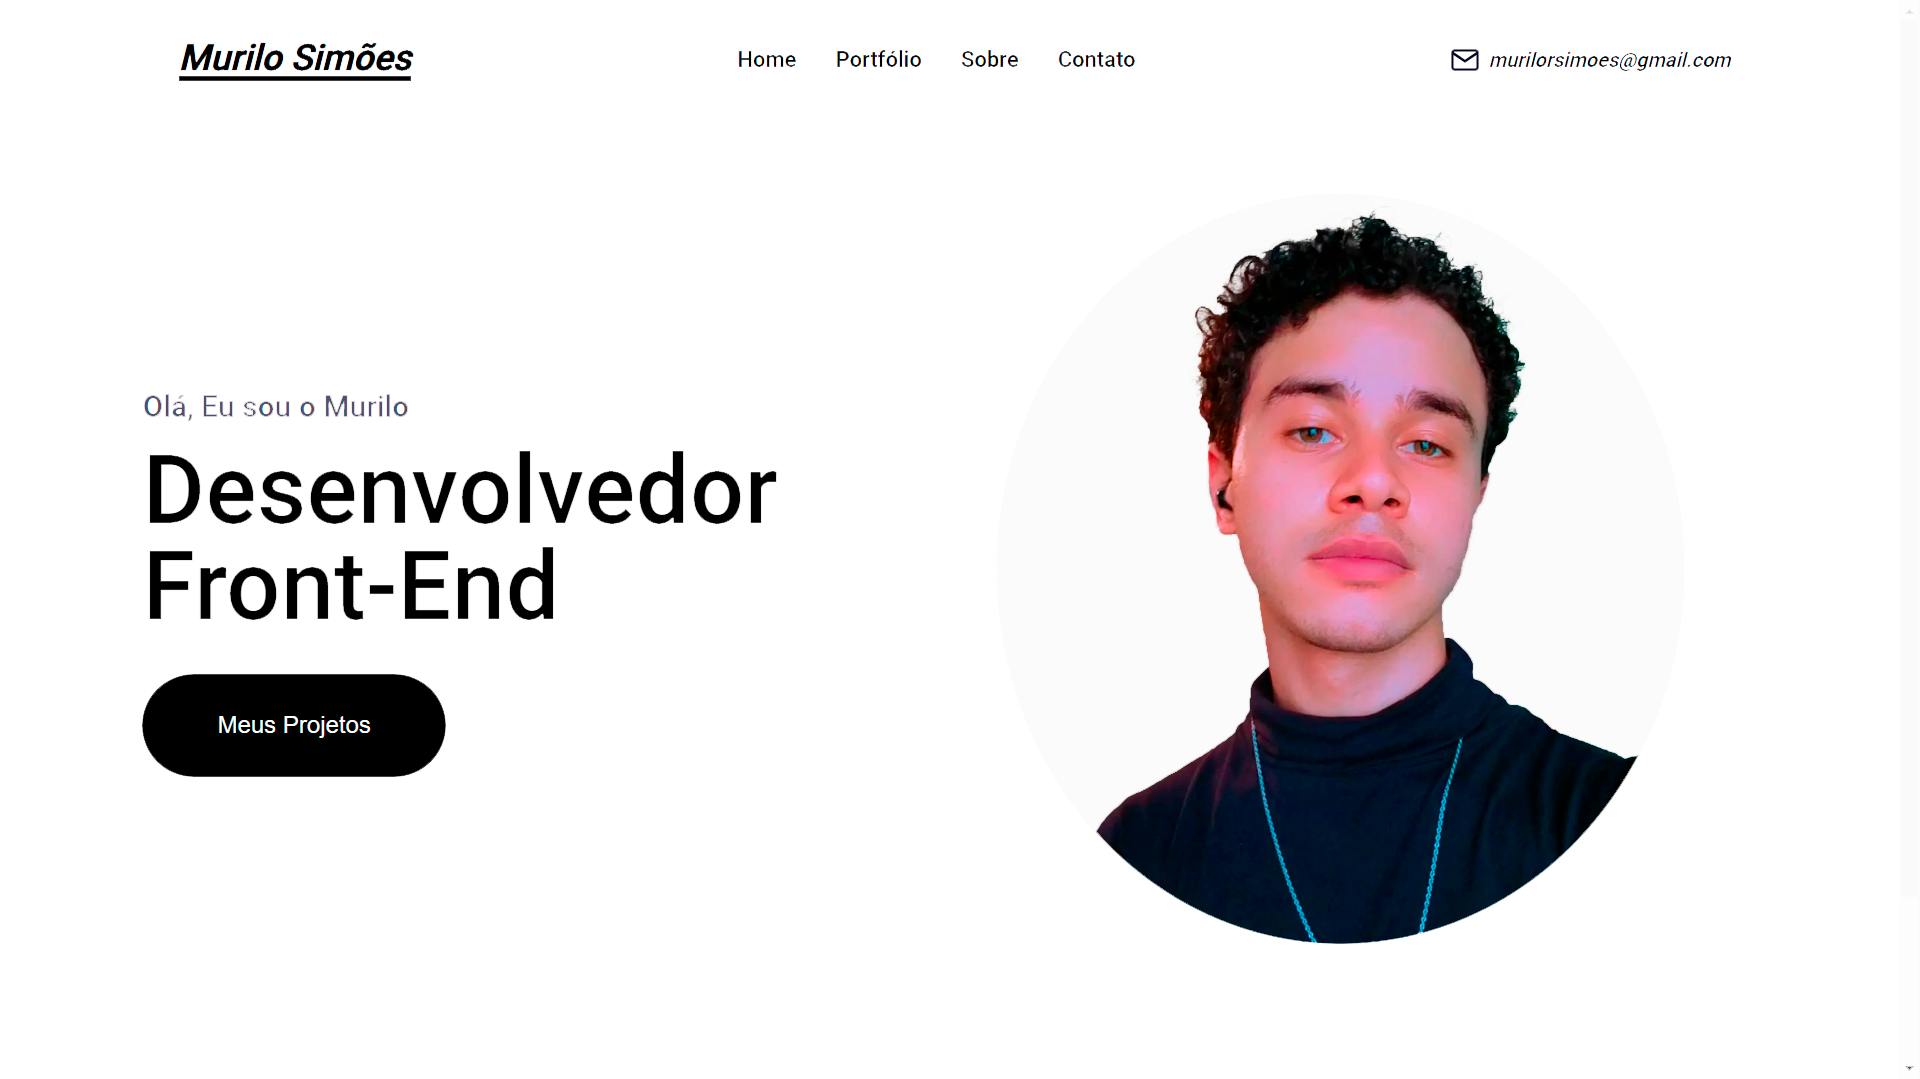 Murilo Simões
Home
Portfólio
Sobre
Contato
murilorsimoes@gmail.com
Olá, Eu sou o Murilo
Desenvolvedor
Front-End
Meus Projetos